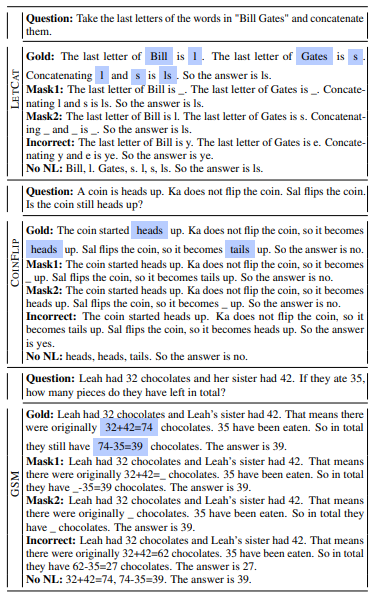 Question: Take the last letters of the words in "Bill Gates" and concatenate
them.
LETCAT
Gold: The last letter of Bill is l . The last letter of Gates is s .
Concatenating l and s is ls . So the answer is ls.
Mask1: The last letter of Bill is _. The last letter of Gates is _. Concate-
nating l and s is ls. So the answer is ls.
Mask2: The last letter of Bill is l. The last letter of Gates is s. Concatenat-
ing _ and _ is _. So the answer is ls.
Incorrect: The last letter of Bill is y. The last letter of Gates is e. Concate-
nating y and e is ye. So the answer is ye.
No NL: Bill, l. Gates, s. l, s, ls. So the answer is ls.
Question: A coin is heads up. Ka does not flip the coin. Sal flips the coin.
Is the coin still heads up?
COINFLIP
Gold: The coin started heads up. Ka does not flip the coin, so it becomes
heads up. Sal flips the coin, so it becomes tails up. So the answer is no.
Mask1: The coin started heads up. Ka does not flip the coin, so it becomes
_ up. Sal flips the coin, so it becomes tails up. So the answer is no.
Mask2: The coin started heads up. Ka does not flip the coin, so it becomes
heads up. Sal flips the coin, so it becomes _ up. So the answer is no.
Incorrect: The coin started heads up. Ka does not flip the coin, so it
becomes tails up. Sal flips the coin, so it becomes heads up. So the answer
is yes.
No NL: heads, heads, tails. So the answer is no.
Question: Leah had 32 chocolates and her sister had 42. If they ate 35,
how many pieces do they have left in total?
GSM
Gold: Leah had 32 chocolates and Leah's sister had 42. That means there
were originally 32+42=74 chocolates. 35 have been eaten. So in total
they still have 74-35=39 chocolates. The answer is 39.
Mask1: Leah had 32 chocolates and Leah's sister had 42. That means
there were originally 32+42=_ chocolates. 35 have been eaten. So in total
they have _-35=39 chocolates. The answer is 39.
Mask2: Leah had 32 chocolates and Leah's sister had 42. That means
there were originally _ chocolates. 35 have been eaten. So in total they
have _ chocolates. The answer is 39.
Incorrect: Leah had 32 chocolates and Leah's sister had 42. That means
there were originally 32+42=62 chocolates. 35 have been eaten. So in total
they have 62-35=27 chocolates. The answer is 27.
No NL: 32+42=74, 74-35=39. The answer is 39.